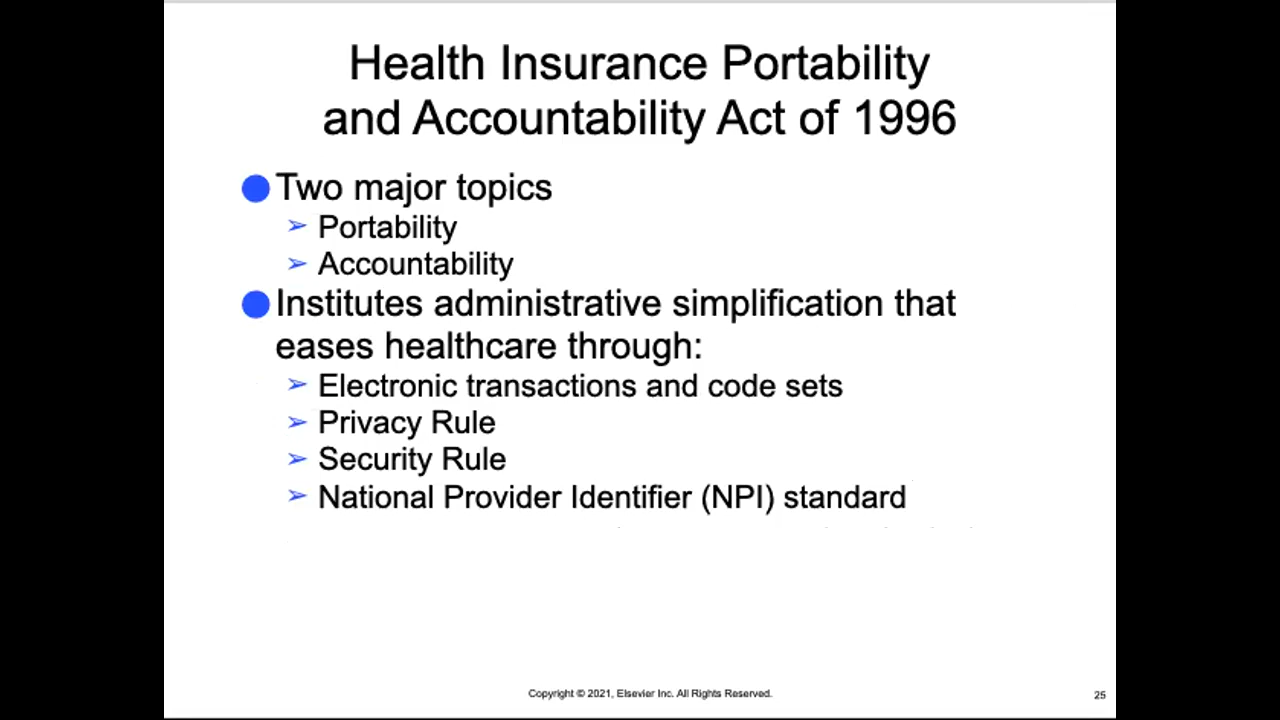 Health Insurance Portability
and Accountability Act of 1996
Two major topics
Portability
Accountability
Institutes administrative simplification that
eases healthcare through:
Electronic transactions and code sets
Privacy Rule
Security Rule
National Provider Identifier (NPI) standard
Copyright © 2021, Elsevier Inc. All Rights Reserved.
25